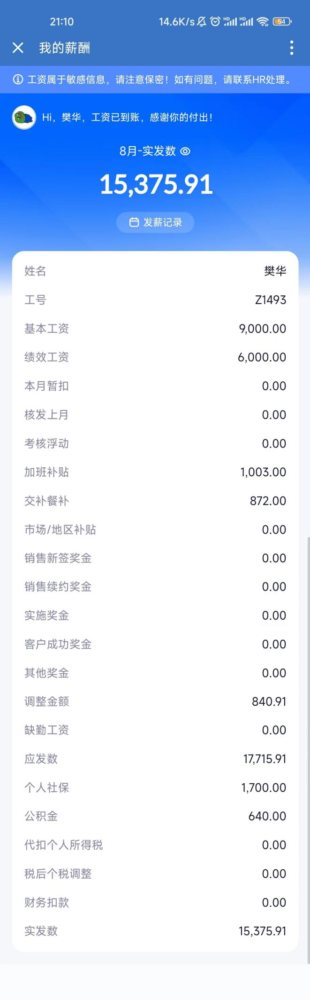 21:10 14.6K/s HD HD 54
我的薪酬
工资属于敏感信息，请注意保密！如有问题，请联系HR处理。
Hi，樊华，工资已到账，感谢你的付出！
8月-实发数
15,375.91
发薪记录
姓名 樊华
工号 Z1493
基本工资 9,000.00
绩效工资 6,000.00
本月暂扣 0.00
核发上月 0.00
考核浮动 0.00
加班补贴 1,003.00
交补餐补 872.00
市场/地区补贴 0.00
销售新签奖金 0.00
销售续约奖金 0.00
实施奖金 0.00
客户成功奖金 0.00
其他奖金 0.00
调整金额 840.91
缺勤工资 0.00
应发数 17,715.91
个人社保 1,700.00
公积金 640.00
代扣个人所得税 0.00
税后个税调整 0.00
财务扣款 0.00
实发数 15,375.91